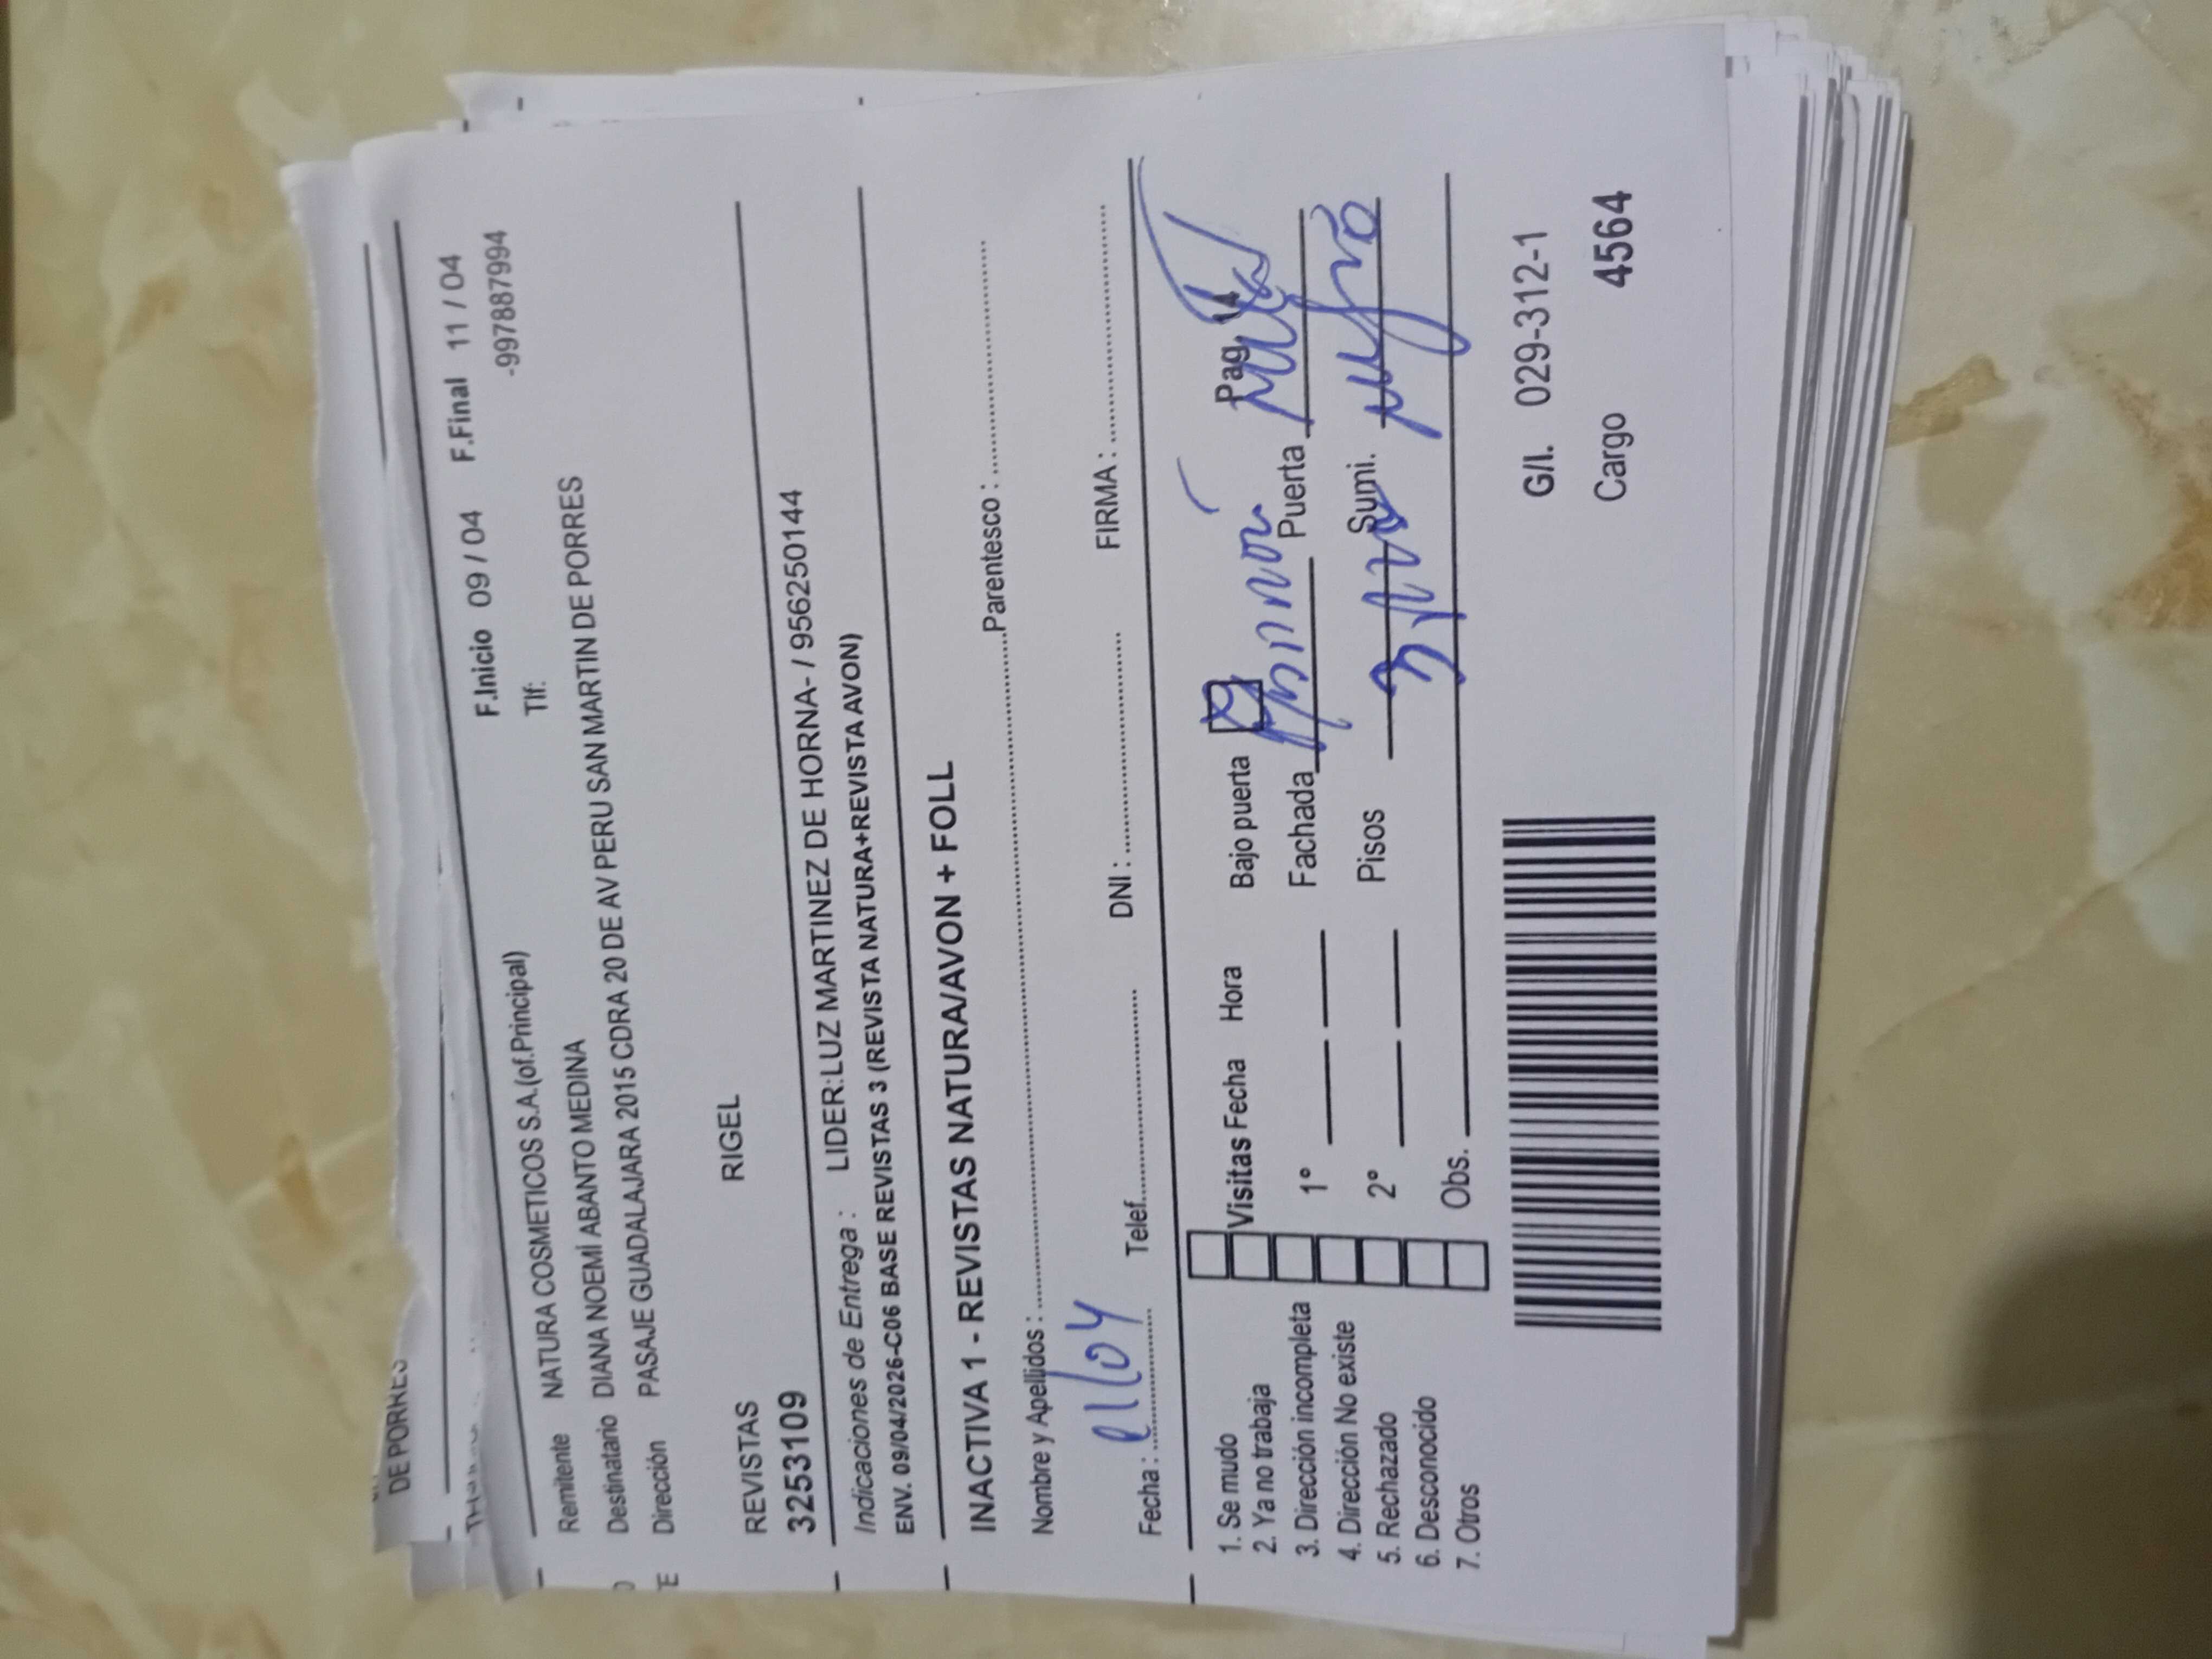 DE PORRES
F.Inicio 09 / 04 F.Final 11 / 04
Remitente NATURA COSMETICOS S.A.(of.Principal) Tlf: -997887994
Destinatario DIANA NOEMÍ ABANTO MEDINA
Dirección PASAJE GUADALAJARA 2015 CDRA 20 DE AV PERU SAN MARTIN DE PORRES
REVISTAS RIGEL
3253109
Indicaciones de Entrega : LIDER:LUZ MARTINEZ DE HORNA- / 956250144
ENV. 09/04/2026-C06 BASE REVISTAS 3 (REVISTA NATURA+REVISTA AVON)
INACTIVA 1 - REVISTAS NATURA/AVON + FOLL
Nombre y Apellidos : Parentesco :
Fecha : Telef. DNI : FIRMA :
1. Se mudo
2. Ya no trabaja
3. Dirección incompleta
4. Dirección No existe
5. Rechazado
6. Desconocido
7. Otros
Visitas Fecha Hora Bajo puerta Pag. 14
1° Fachada Puerta
2° Pisos Sumi.
Obs.
G/I. 029-312-1
Cargo 4564